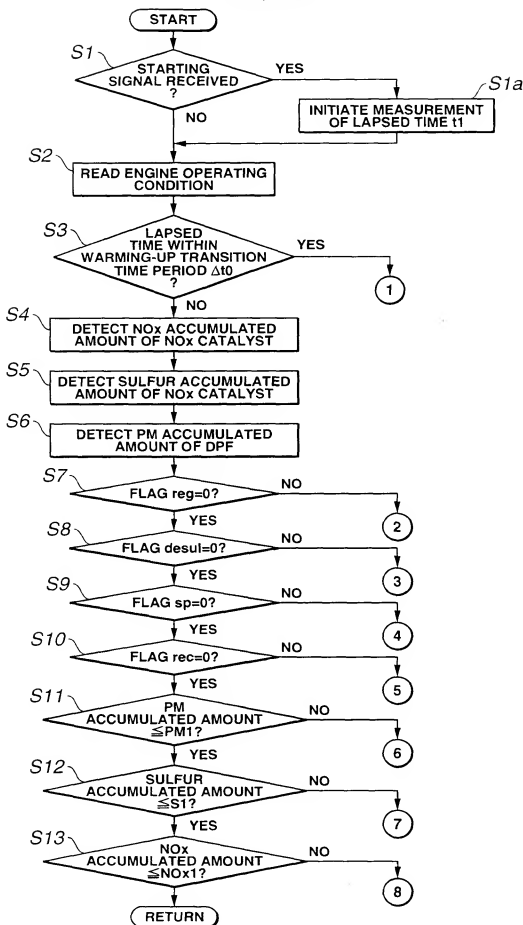 START
S1
STARTING
SIGNAL RECEIVED
?
YES
NO
S1a
INITIATE MEASUREMENT
OF LAPSED TIME t1
S2
READ ENGINE OPERATING
CONDITION
S3
LAPSED
TIME WITHIN
WARMING-UP TRANSITION
TIME PERIOD Δt0
?
YES
1
NO
S4
DETECT NOx ACCUMULATED
AMOUNT OF NOx CATALYST
S5
DETECT SULFUR ACCUMULATED
AMOUNT OF NOx CATALYST
S6
DETECT PM ACCUMULATED
AMOUNT OF DPF
S7
FLAG reg=0?
NO
2
YES
S8
FLAG desul=0?
NO
3
YES
S9
FLAG sp=0?
NO
4
YES
S10
FLAG rec=0?
NO
5
YES
S11
PM
ACCUMULATED AMOUNT
≦PM1?
NO
6
YES
S12
SULFUR
ACCUMULATED AMOUNT
≦S1?
NO
7
YES
S13
NOx
ACCUMULATED AMOUNT
≦NOx1?
NO
8
YES
RETURN